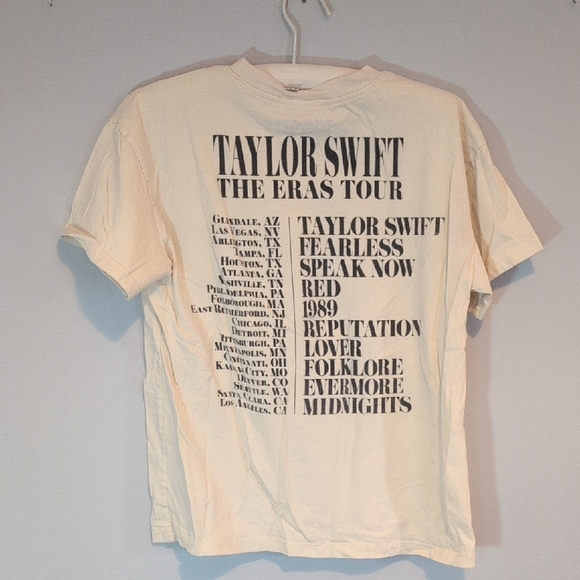 TAYLOR SWIFT
THE ERAS TOUR
GLENDALE, AZ
LAS VEGAS, NV
ARLINGTON, TX
TAMPA, FL
HOUSTON, TX
ATLANTA, GA
NASHVILLE, TN
PHILADELPHIA, PA
FOXBOROUGH, MA
EAST RUTHERFORD, NJ
CHICAGO, IL
DETROIT, MI
PITTSBURGH, PA
MINNEAPOLIS, MN
CINCINNATI, OH
KANSAS CITY, MO
DENVER, CO
SEATTLE, WA
SANTA CLARA, CA
LOS ANGELES, CA
TAYLOR SWIFT
FEARLESS
SPEAK NOW
RED
1989
REPUTATION
LOVER
FOLKLORE
EVERMORE
MIDNIGHTS